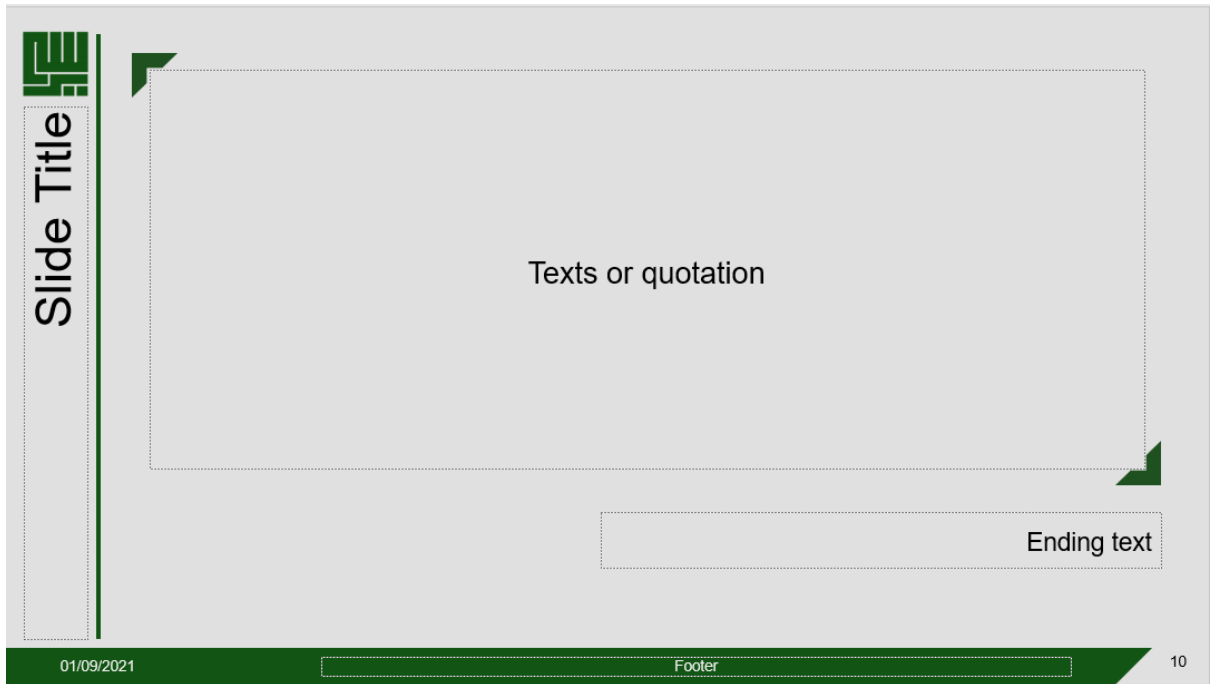 Slide Title
Texts or quotation
Ending text
01/09/2021
Footer
10